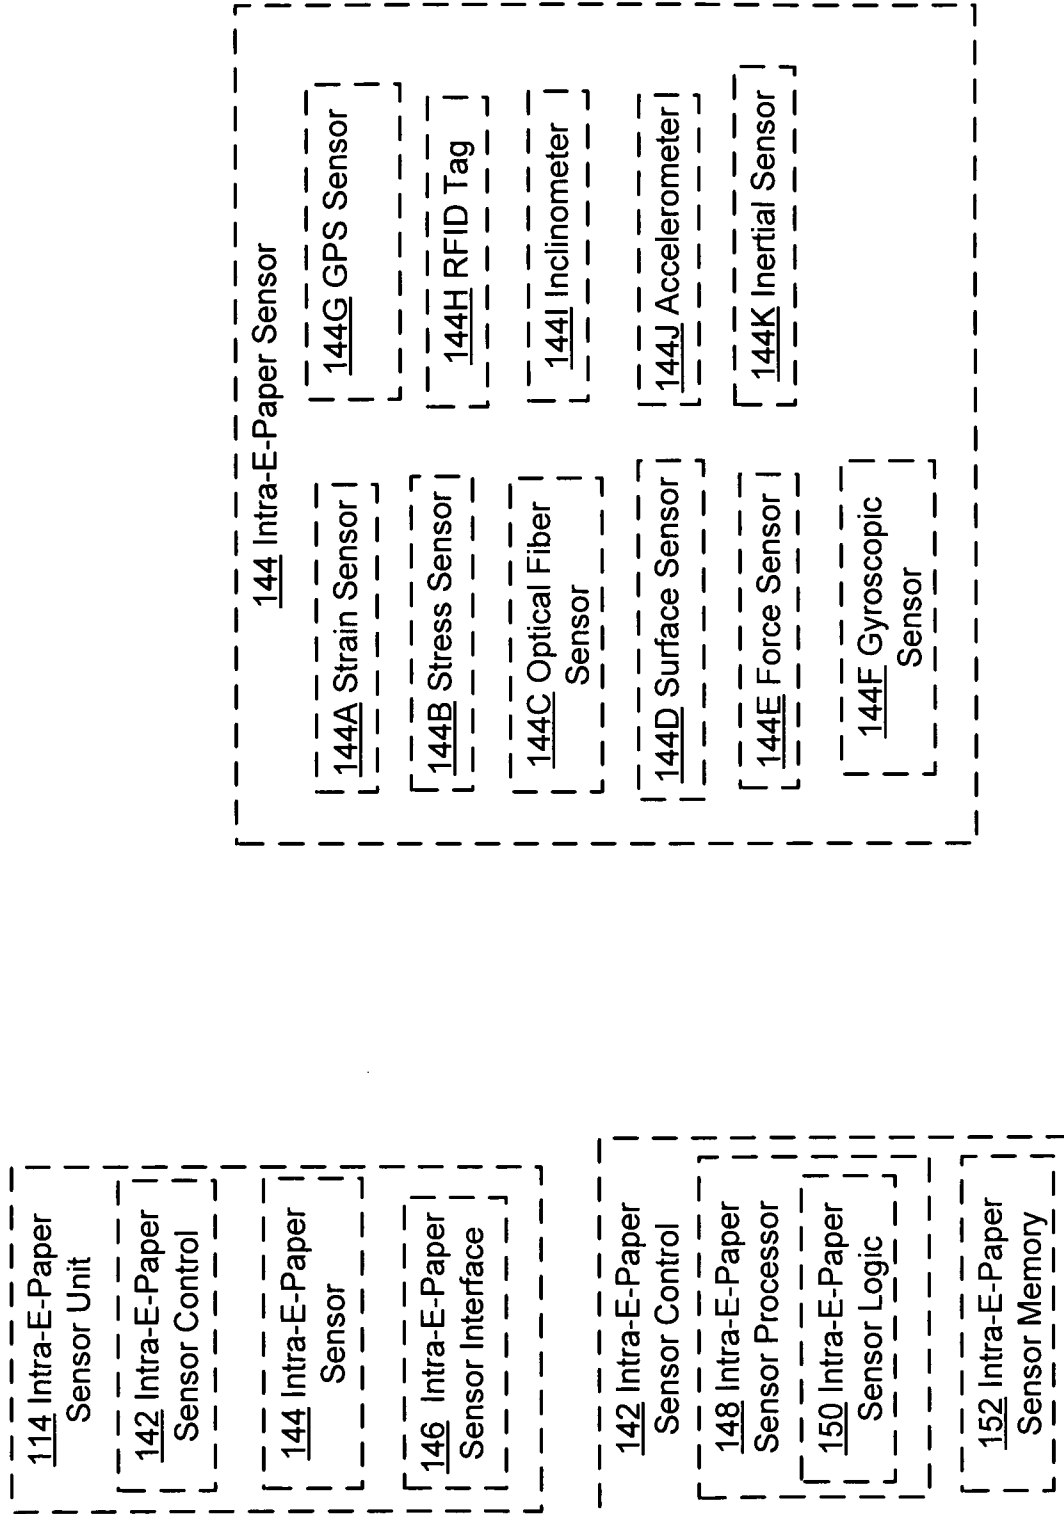 114 Intra-E-Paper
Sensor Unit
142 Intra-E-Paper
Sensor Control
144 Intra-E-Paper
Sensor
146 Intra-E-Paper
Sensor Interface
142 Intra-E-Paper
Sensor Control
148 Intra-E-Paper
Sensor Processor
150 Intra-E-Paper
Sensor Logic
152 Intra-E-Paper
Sensor Memory
144 Intra-E-Paper Sensor
144A Strain Sensor
144B Stress Sensor
144C Optical Fiber
Sensor
144D Surface Sensor
144E Force Sensor
144F Gyroscopic
Sensor
144G GPS Sensor
144H RFID Tag
144I Inclinometer
144J Accelerometer
144K Inertial Sensor